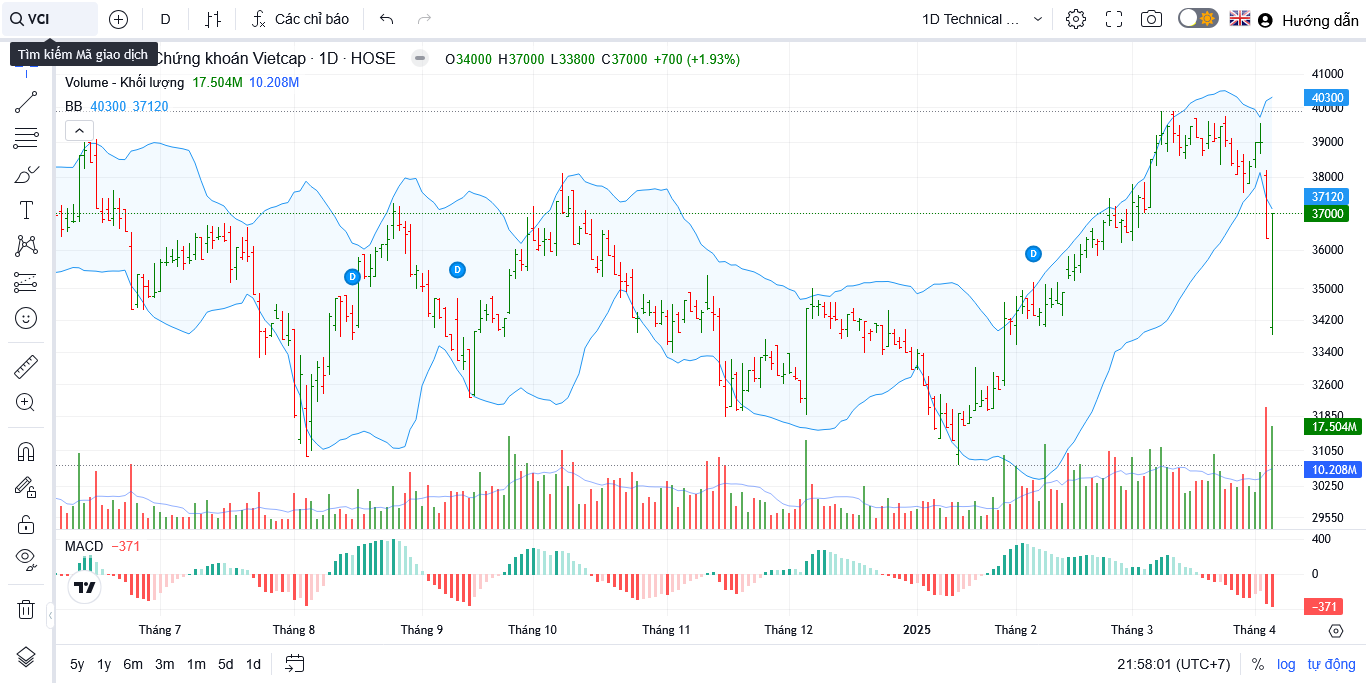 VCI D Các chỉ báo 1D Technical ... Hướng dẫn
Tìm kiếm Mã giao dịch
Chứng khoán Vietcap · 1D · HOSE O34000 H37000 L33800 C37000 +700 (+1.93%)
Volume - Khối lượng 17.504M 10.208M
BB 40300 37120
41000
40300
40000
39000
38000
37120
37000
36000
35000
34200
33400
32600
31850
17.504M
31050
10.208M
30250
29550
D
D
D
MACD −371
400
0
−371
Tháng 7 Tháng 8 Tháng 9 Tháng 10 Tháng 11 Tháng 12 2025 Tháng 2 Tháng 3 Tháng 4
5y 1y 6m 3m 1m 5d 1d 21:58:01 (UTC+7) % log tự động